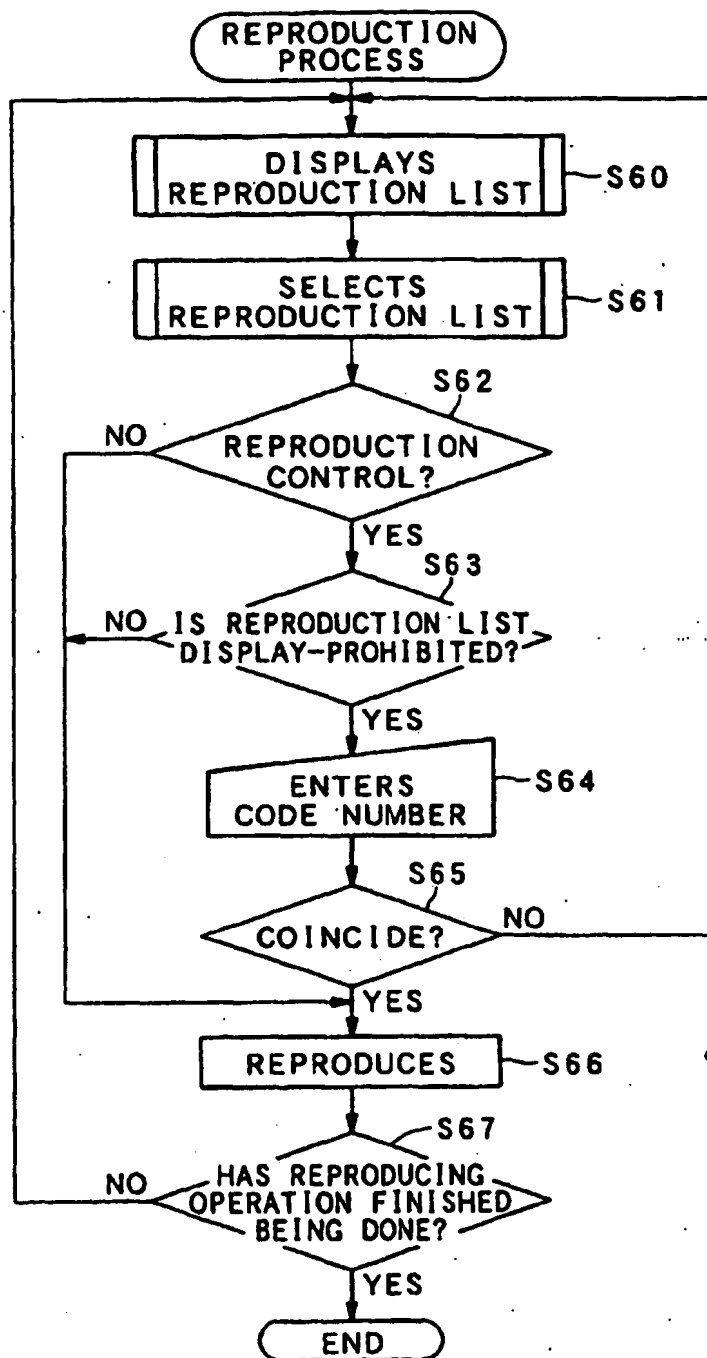 REPRODUCTION
PROCESS
DISPLAYS
REPRODUCTION LIST
S60
SELECTS
REPRODUCTION LIST
S61
S62
NO
REPRODUCTION
CONTROL?
YES
S63
NO
IS REPRODUCTION LIST
DISPLAY-PROHIBITED?
YES
ENTERS
CODE NUMBER
S64
S65
COINCIDE?
NO
YES
REPRODUCES
S66
S67
NO
HAS REPRODUCING
OPERATION FINISHED
BEING DONE?
YES
END